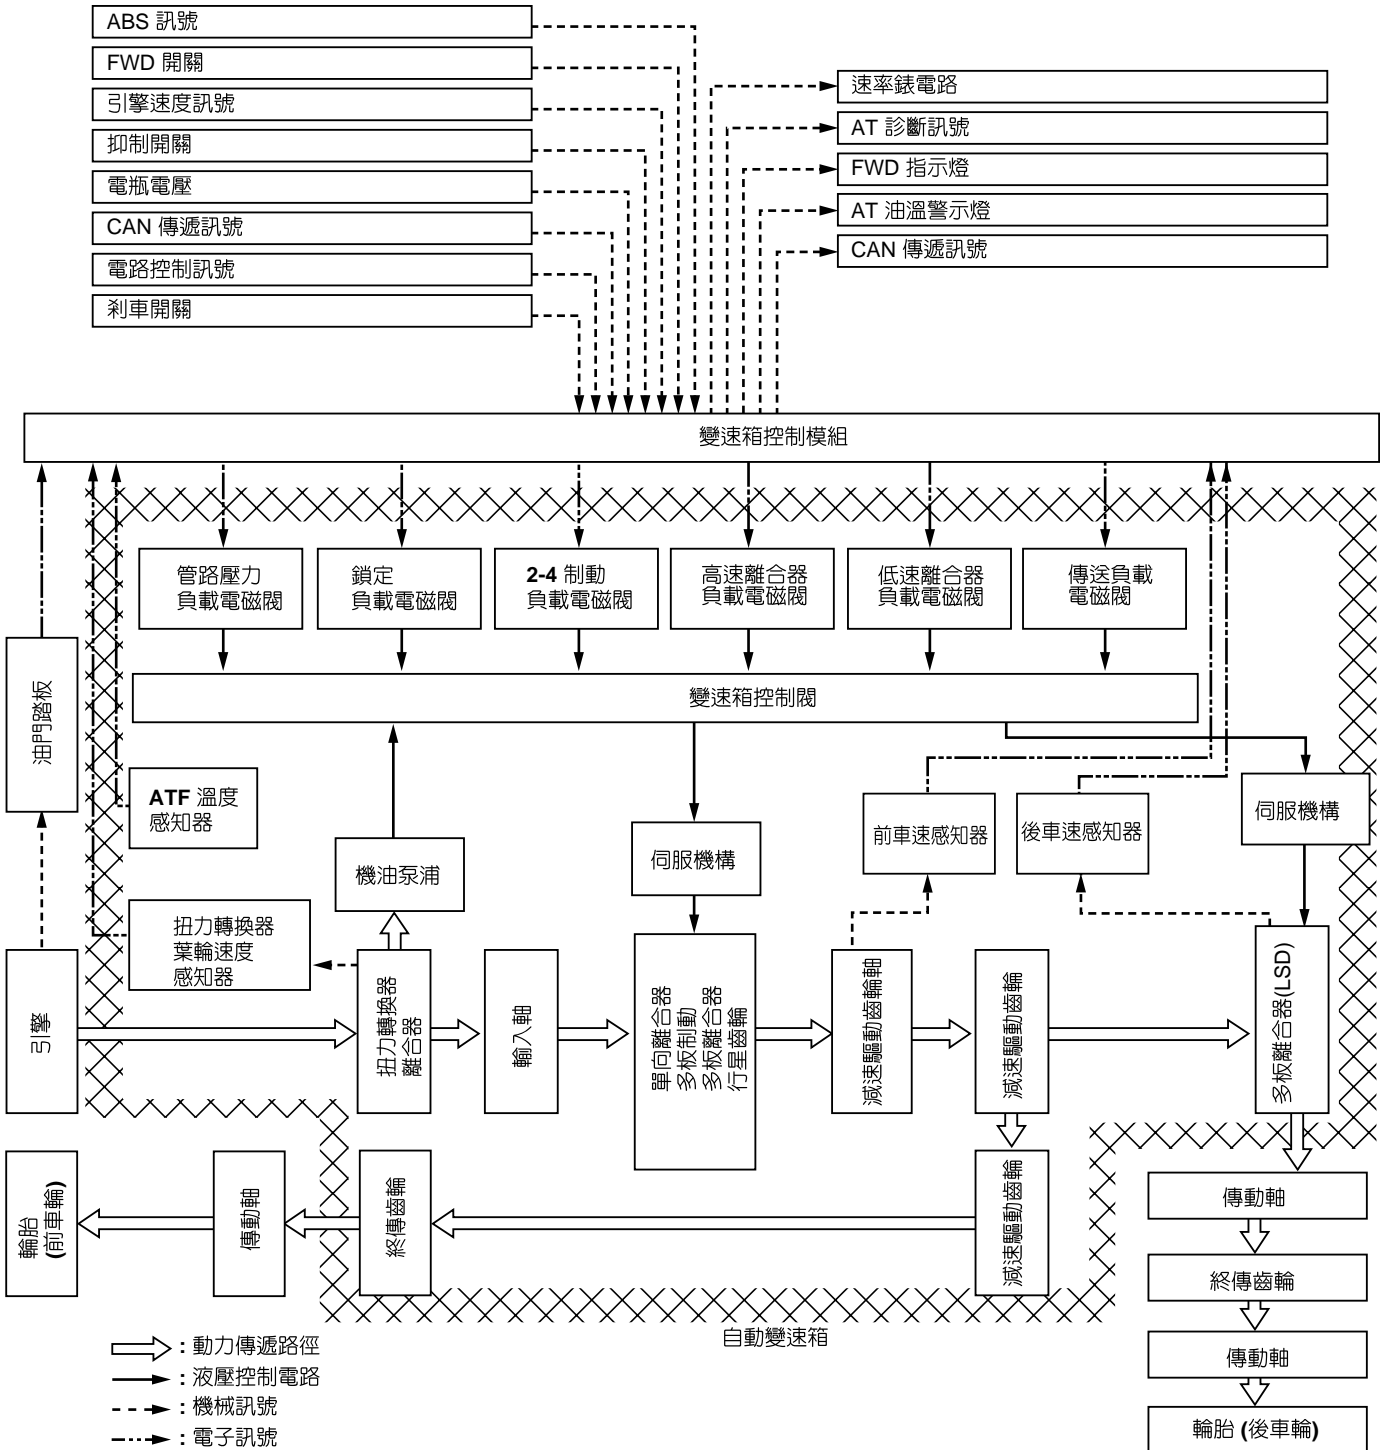 ABS 訊號
FWD 開關
引擎速度訊號
抑制開關
電瓶電壓
CAN 傳遞訊號
電路控制訊號
剎車開關
速率錶電路
AT 診斷訊號
FWD 指示燈
AT 油溫警示燈
CAN 傳遞訊號
變速箱控制模組
管路壓力
負載電磁閥
鎖定
負載電磁閥
2-4 制動
負載電磁閥
高速離合器
負載電磁閥
低速離合器
負載電磁閥
傳送負載
電磁閥
變速箱控制閥
油門踏板
ATF 溫度
感知器
機油泵浦
伺服機構
前車速感知器
後車速感知器
伺服機構
扭力轉換器
葉輪速度
感知器
引擎
扭力轉換器
離合器
輸入軸
單向離合器
多板制動
多板離合器
行星齒輪
減速驅動齒輪軸
減速驅動齒輪
多板離合器(LSD)
輪胎
(前車輪)
傳動軸
終傳齒輪
減速驅動齒輪
傳動軸
終傳齒輪
傳動軸
輪胎 (後車輪)
自動變速箱
: 動力傳遞路徑
: 液壓控制電路
: 機械訊號
: 電子訊號